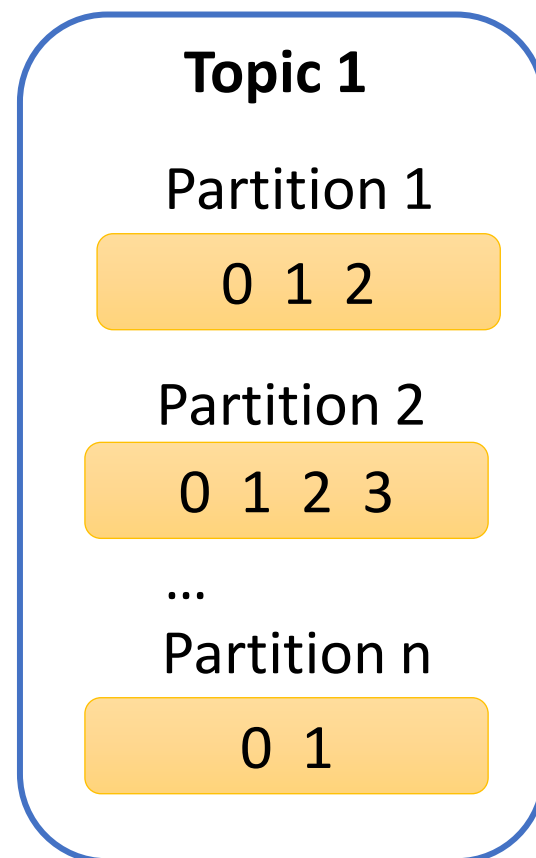 Topic 1
Partition 1
0 1 2
Partition 2
0 1 2 3
...
Partition n
0 1